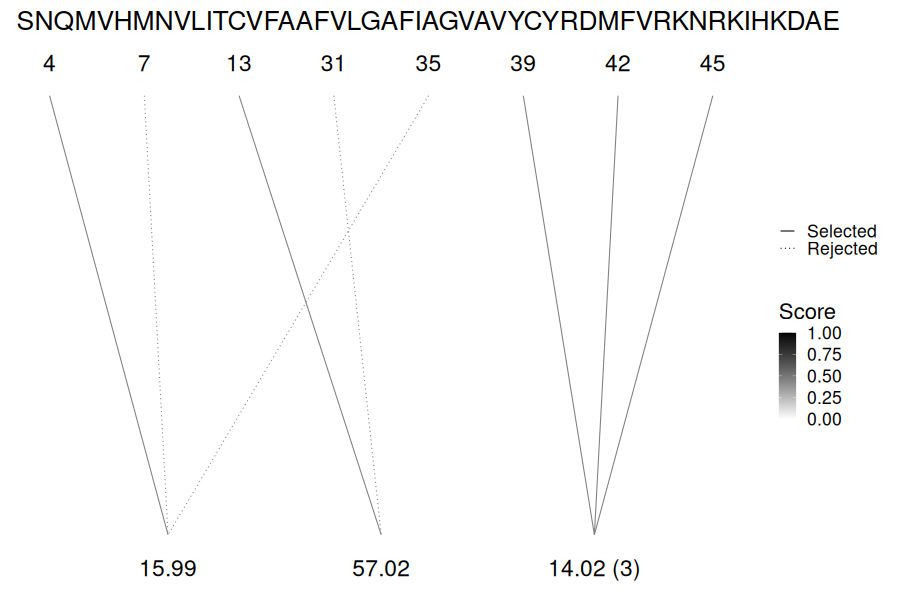 SNQMVHMNVLITCVFAAFVLGAFIAGVAVYCYRDMFVRKNRKIHKDAE
4 7 13 31 35 39 42 45
Selected
Rejected
Score
1.00
0.75
0.50
0.25
0.00
15.99 57.02 14.02 (3)